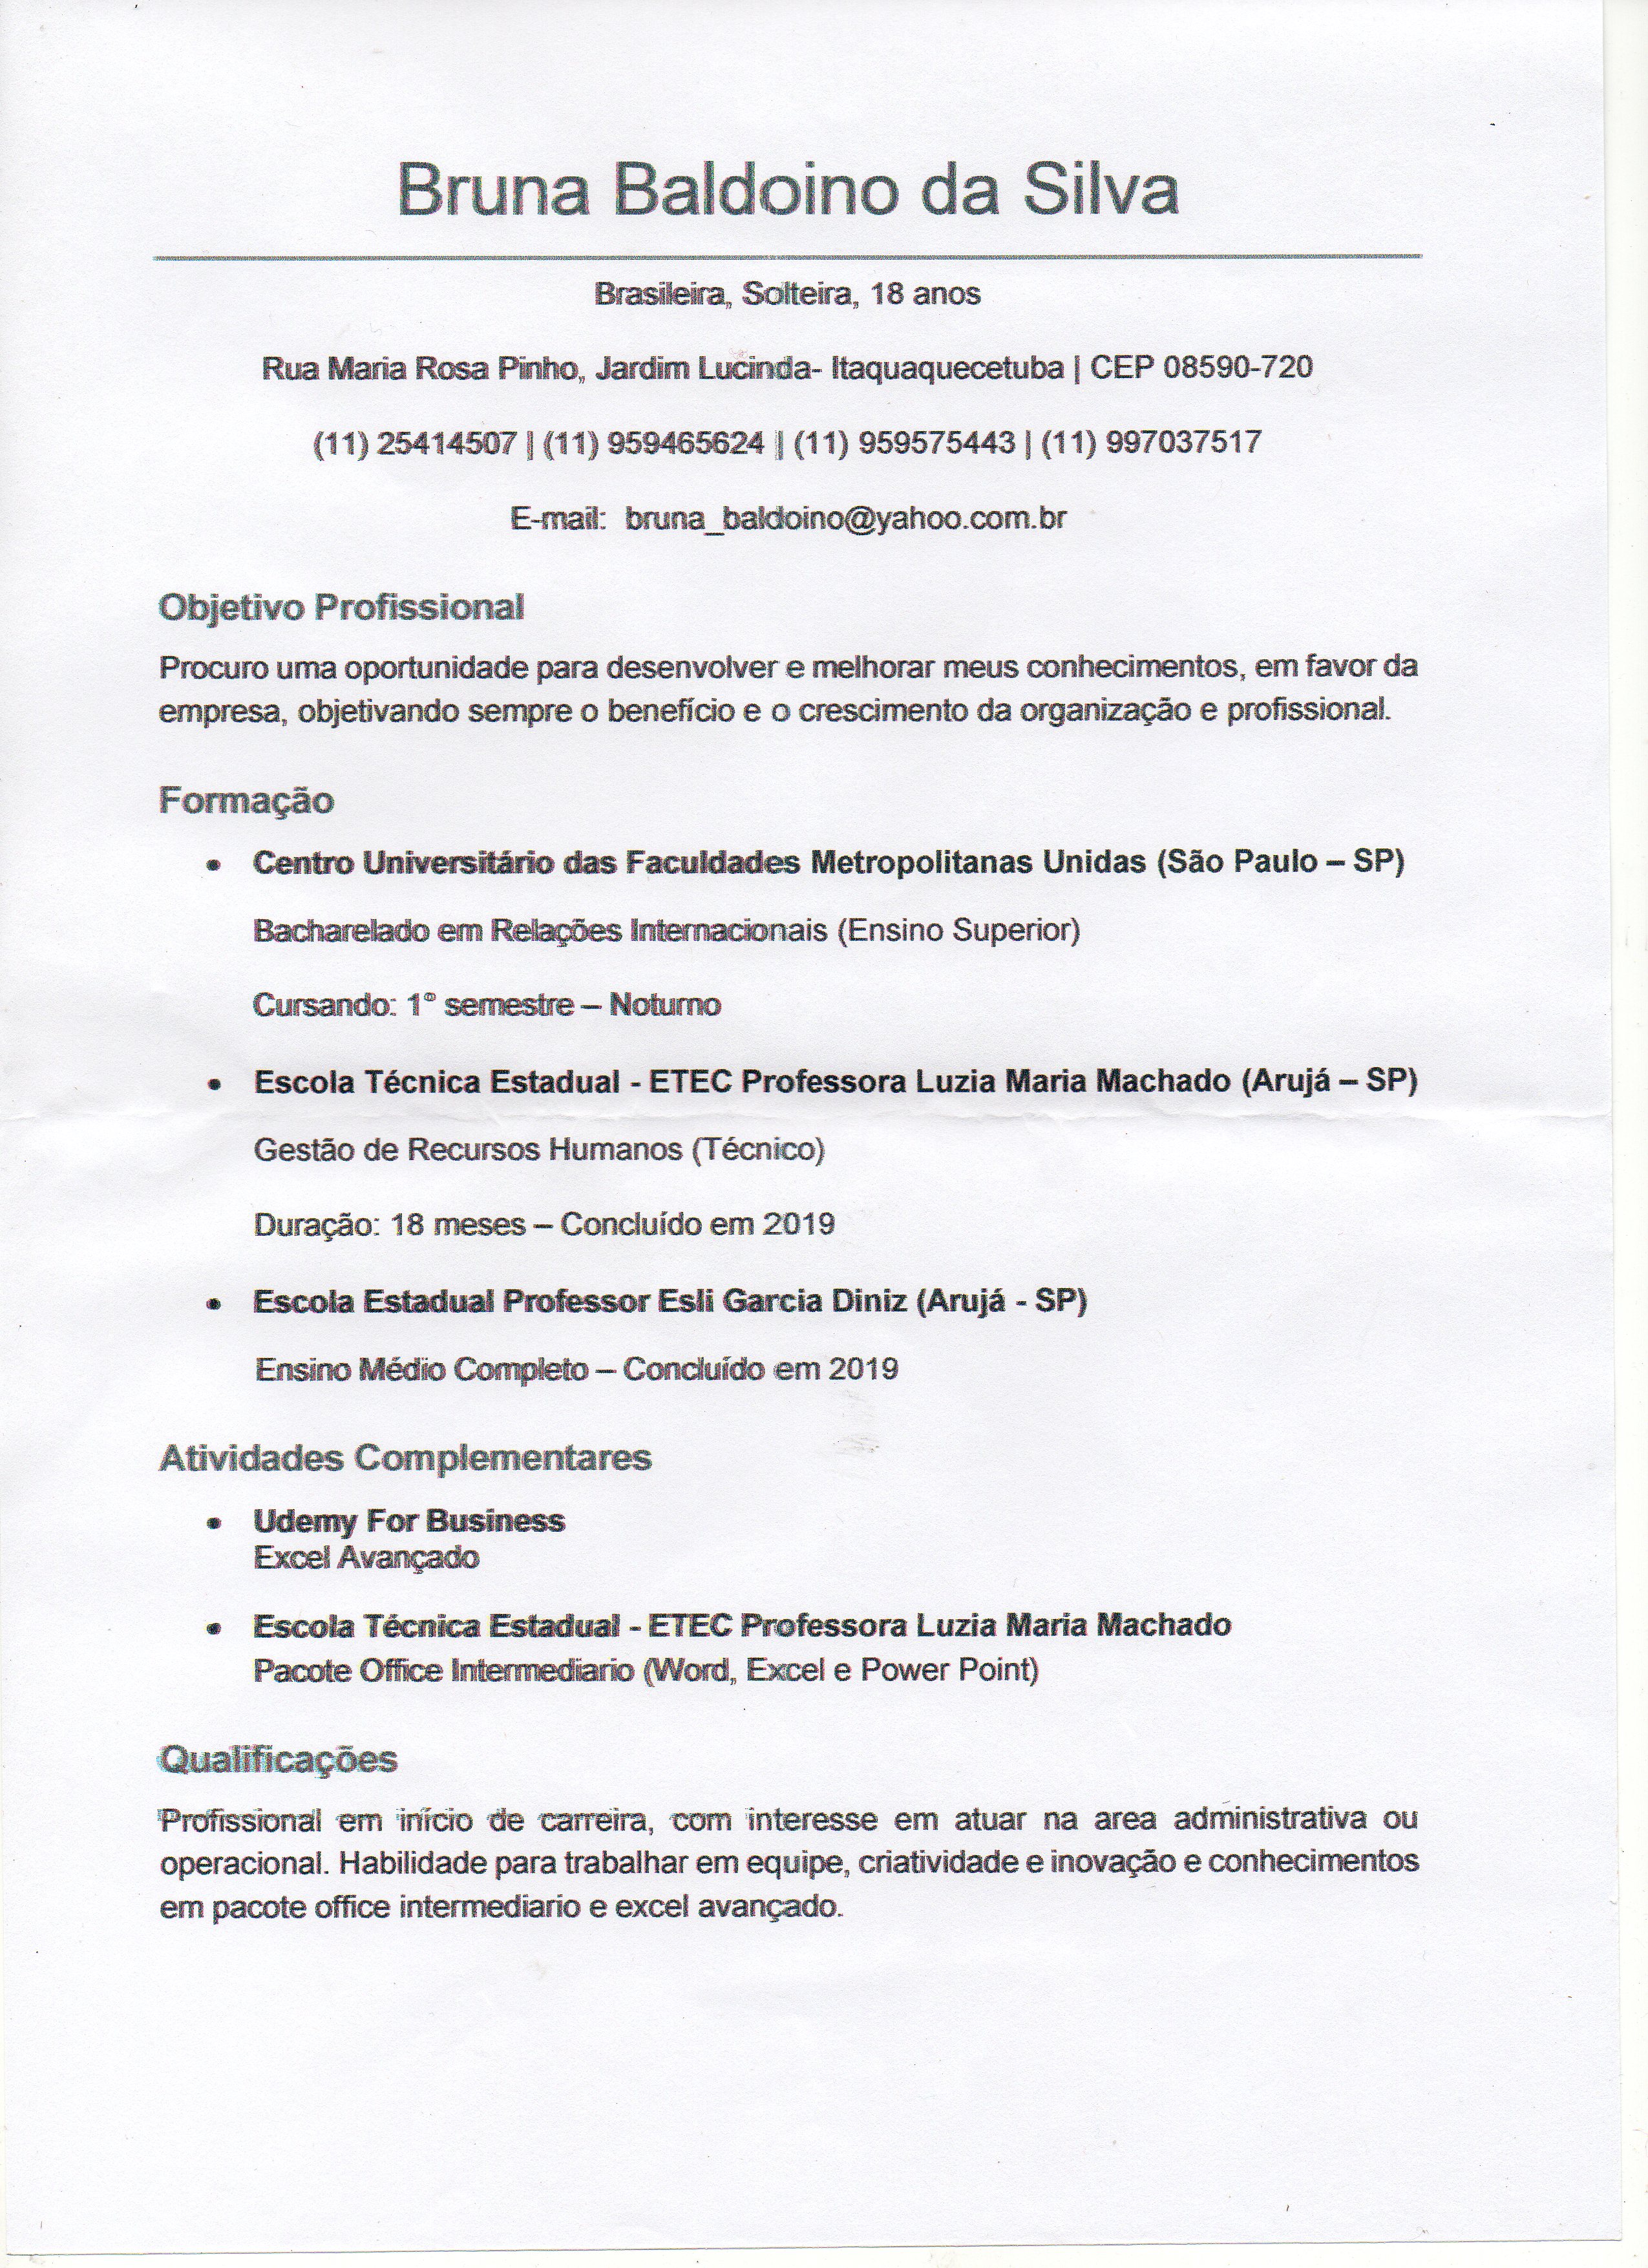 Bruna Baldoino da Silva
Brasileira, Solteira, 18 anos
Rua Maria Rosa Pinho, Jardim Lucinda- Itaquaquecetuba | CEP 08590-720
(11) 25414507 | (11) 959465624 | (11) 959575443 | (11) 997037517
E-mail: bruna_baldoino@yahoo.com.br
Objetivo Profissional
Procuro uma oportunidade para desenvolver e melhorar meus conhecimentos, em favor da
empresa, objetivando sempre o benefício e o crescimento da organização e profissional.
Formação
• Centro Universitário das Faculdades Metropolitanas Unidas (São Paulo – SP)
Bacharelado em Relações Internacionais (Ensino Superior)
Cursando: 1° semestre – Noturno
• Escola Técnica Estadual - ETEC Professora Luzia Maria Machado (Arujá – SP)
Gestão de Recursos Humanos (Técnico)
Duração: 18 meses – Concluído em 2019
• Escola Estadual Professor Esli Garcia Diniz (Arujá - SP)
Ensino Médio Completo – Concluído em 2019
Atividades Complementares
• Udemy For Business
Excel Avançado
• Escola Técnica Estadual - ETEC Professora Luzia Maria Machado
Pacote Office Intermediario (Word, Excel e Power Point)
Qualificações
Profissional em início de carreira, com interesse em atuar na area administrativa ou
operacional. Habilidade para trabalhar em equipe, criatividade e inovação e conhecimentos
em pacote office intermediario e excel avançado.